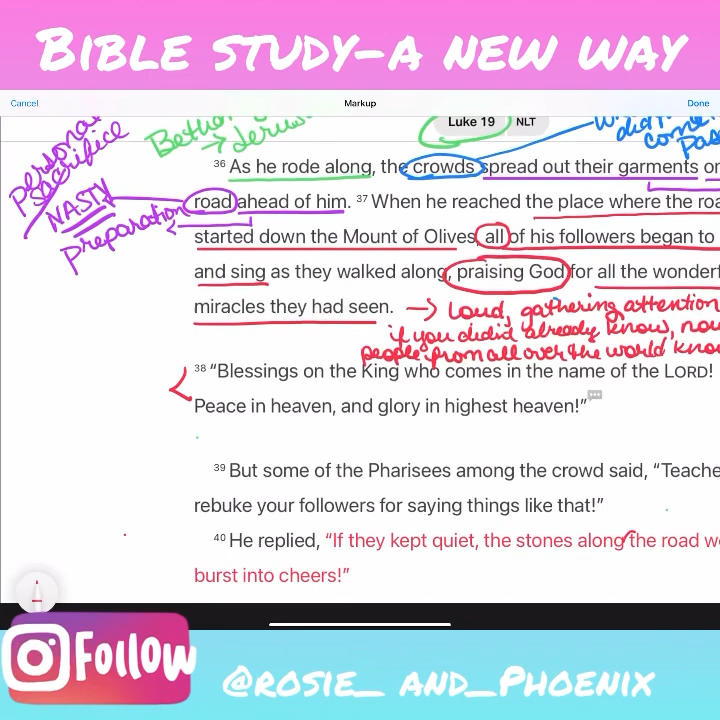 BIBLE STUDY-A NEW WAY
Cancel
Markup
Done
Luke 19 NLT
personal
sacrifice
NASTY
preparation
36 As he rode along, the crowds spread out their garments on
road ahead of him. 37 When he reached the place where the roa
started down the Mount of Olives, all of his followers began to
and sing as they walked along, praising God for all the wonderf
miracles they had seen. → Loud, gathering attention
if you didid already know, now
people from all over the world know
38 “Blessings on the King who comes in the name of the LORD!
Peace in heaven, and glory in highest heaven!”
39 But some of the Pharisees among the crowd said, “Teache
rebuke your followers for saying things like that!”
40 He replied, “If they kept quiet, the stones along the road wo
burst into cheers!”
Follow
@ROSIE_ AND_PHOENIX